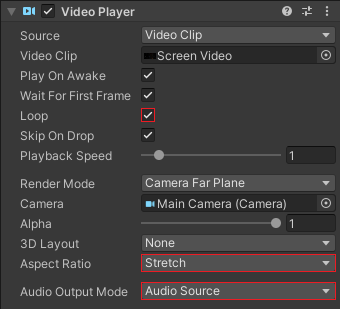 Video Player
Source Video Clip
Video Clip Screen Video
Play On Awake
Wait For First Frame
Loop
Skip On Drop
Playback Speed 1
Render Mode Camera Far Plane
Camera Main Camera (Camera)
Alpha 1
3D Layout None
Aspect Ratio Stretch
Audio Output Mode Audio Source